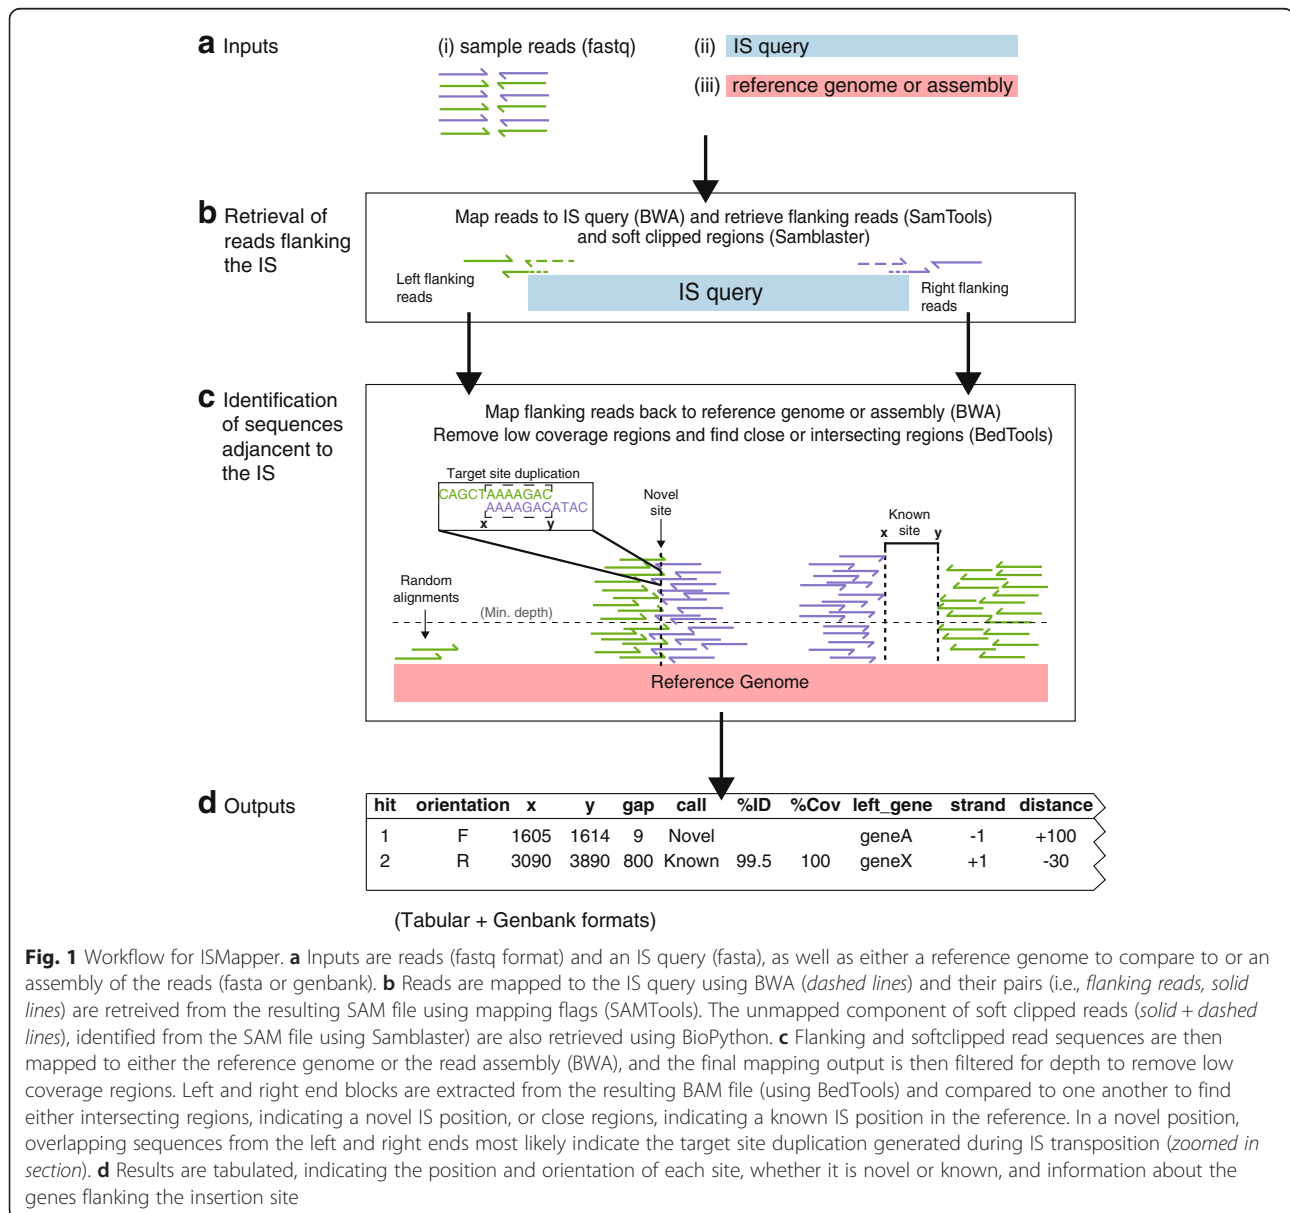 a Inputs
(i) sample reads (fastq)
(ii) IS query
(iii) reference genome or assembly
b Retrieval of
reads flanking
the IS
Map reads to IS query (BWA) and retrieve flanking reads (SamTools)
and soft clipped regions (Samblaster)
Left flanking
reads
IS query
Right flanking
reads
c Identification
of sequences
adjancent to
the IS
Map flanking reads back to reference genome or assembly (BWA)
Remove low coverage regions and find close or intersecting regions (BedTools)
Target site duplication
CAGCTAAAAGAC
AAAAGACATAC
x y
Novel
site
Known
site
x y
Random
alignments
(Min. depth)
Reference Genome
d Outputs
hit orientation x y gap call %ID %Cov left_gene strand distance
1 F 1605 1614 9 Novel geneA -1 +100
2 R 3090 3890 800 Known 99.5 100 geneX +1 -30
(Tabular + Genbank formats)
Fig. 1 Workflow for ISMapper. a Inputs are reads (fastq format) and an IS query (fasta), as well as either a reference genome to compare to or an
assembly of the reads (fasta or genbank). b Reads are mapped to the IS query using BWA (dashed lines) and their pairs (i.e., flanking reads, solid
lines) are retreived from the resulting SAM file using mapping flags (SAMTools). The unmapped component of soft clipped reads (solid + dashed
lines), identified from the SAM file using Samblaster) are also retrieved using BioPython. c Flanking and softclipped read sequences are then
mapped to either the reference genome or the read assembly (BWA), and the final mapping output is then filtered for depth to remove low
coverage regions. Left and right end blocks are extracted from the resulting BAM file (using BedTools) and compared to one another to find
either intersecting regions, indicating a novel IS position, or close regions, indicating a known IS position in the reference. In a novel position,
overlapping sequences from the left and right ends most likely indicate the target site duplication generated during IS transposition (zoomed in
section). d Results are tabulated, indicating the position and orientation of each site, whether it is novel or known, and information about the
genes flanking the insertion site